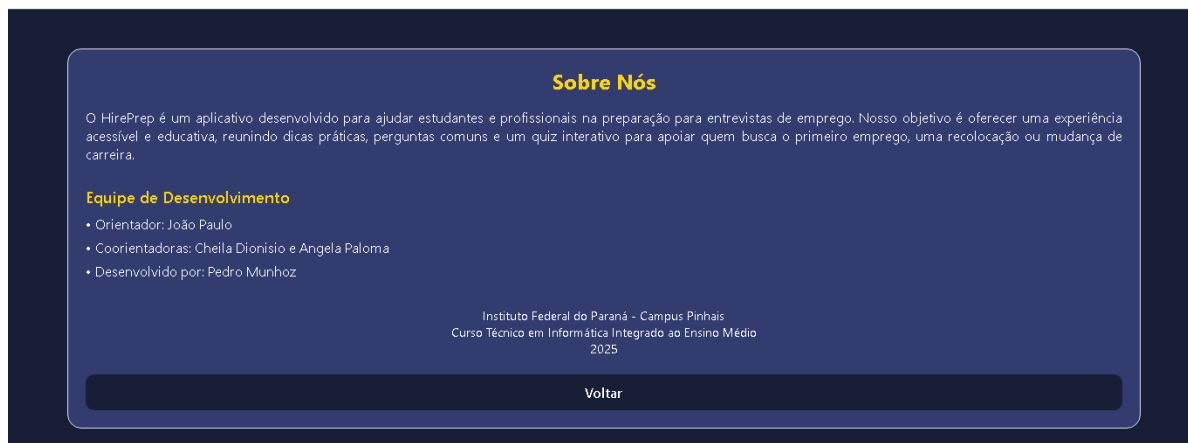 Sobre Nós
O HirePrep é um aplicativo desenvolvido para ajudar estudantes e profissionais na preparação para entrevistas de emprego. Nosso objetivo é oferecer uma experiência
acessível e educativa, reunindo dicas práticas, perguntas comuns e um quiz interativo para apoiar quem busca o primeiro emprego, uma recolocação ou mudança de
carreira.
Equipe de Desenvolvimento
• Orientador: João Paulo
• Coorientadoras: Cheila Dionisio e Angela Paloma
• Desenvolvido por: Pedro Munhoz
Instituto Federal do Paraná - Campus Pinhais
Curso Técnico em Informática Integrado ao Ensino Médio
2025
Voltar